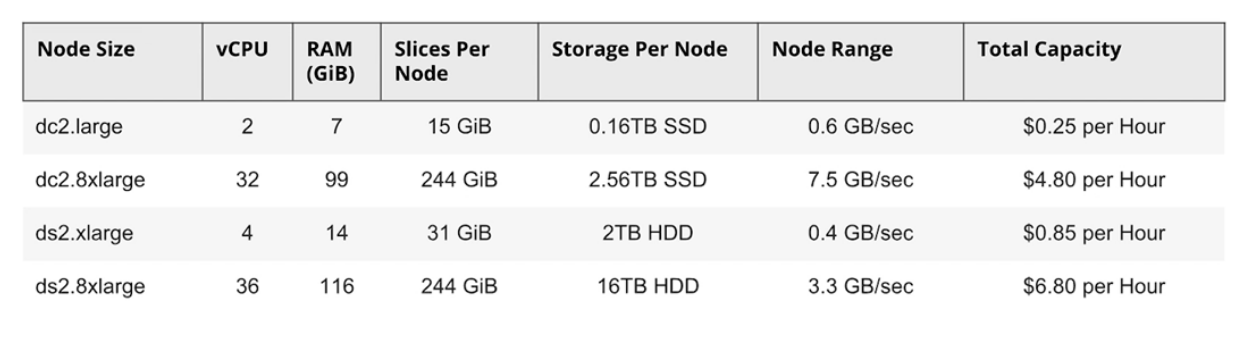 Node Size vCPU RAM (GiB) Slices Per Node Storage Per Node Node Range Total Capacity
dc2.large 2 7 15 GiB 0.16TB SSD 0.6 GB/sec $0.25 per Hour
dc2.8xlarge 32 99 244 GiB 2.56TB SSD 7.5 GB/sec $4.80 per Hour
ds2.xlarge 4 14 31 GiB 2TB HDD 0.4 GB/sec $0.85 per Hour
ds2.8xlarge 36 116 244 GiB 16TB HDD 3.3 GB/sec $6.80 per Hour